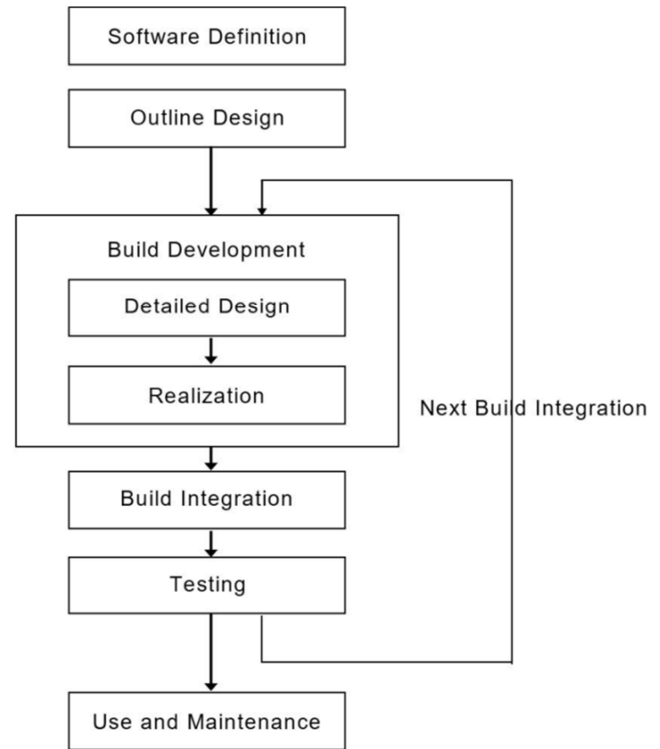 Software Definition
Outline Design
Build Development
Detailed Design
Realization
Next Build Integration
Build Integration
Testing
Use and Maintenance